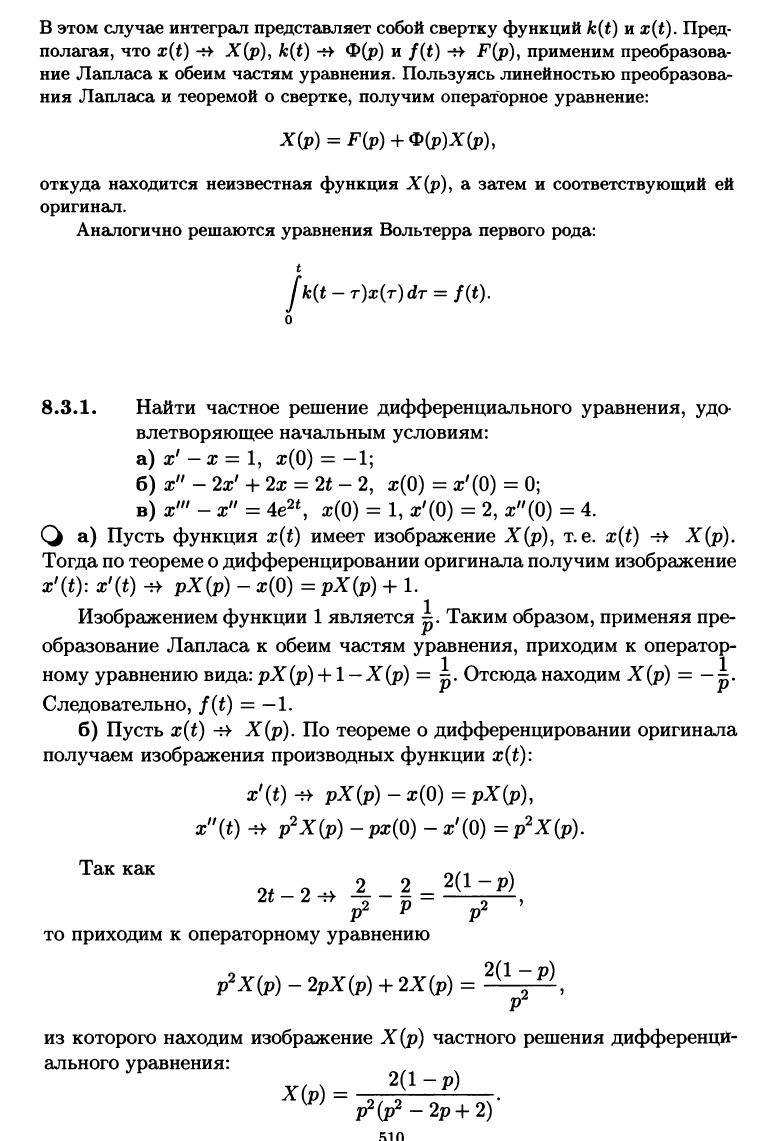 В этом случае интеграл представляет собой свертку функций k(t) и x(t). Пред-
полагая, что x(t) ⤞ X(p), k(t) ⤞ Φ(p) и f(t) ⤞ F(p), применим преобразова-
ние Лапласа к обеим частям уравнения. Пользуясь линейностью преобразова-
ния Лапласа и теоремой о свертке, получим операторное уравнение:
X(p) = F(p) + Φ(p)X(p),
откуда находится неизвестная функция X(p), а затем и соответствующий ей
оригинал.
Аналогично решаются уравнения Вольтерра первого рода:
∫₀ᵗ k(t − τ)x(τ) dτ = f(t).
8.3.1. Найти частное решение дифференциального уравнения, удо-
влетворяющее начальным условиям:
а) x′ − x = 1, x(0) = −1;
б) x″ − 2x′ + 2x = 2t − 2, x(0) = x′(0) = 0;
в) x‴ − x″ = 4e²ᵗ, x(0) = 1, x′(0) = 2, x″(0) = 4.
а) Пусть функция x(t) имеет изображение X(p), т. е. x(t) ⤞ X(p).
Тогда по теореме о дифференцировании оригинала получим изображение
x′(t): x′(t) ⤞ pX(p) − x(0) = pX(p) + 1.
Изображением функции 1 является 1/p. Таким образом, применяя пре-
образование Лапласа к обеим частям уравнения, приходим к оператор-
ному уравнению вида: pX(p) + 1 − X(p) = 1/p. Отсюда находим X(p) = −1/p.
Следовательно, f(t) = −1.
б) Пусть x(t) ⤞ X(p). По теореме о дифференцировании оригинала
получаем изображения производных функции x(t):
x′(t) ⤞ pX(p) − x(0) = pX(p),
x″(t) ⤞ p²X(p) − px(0) − x′(0) = p²X(p).
Так как
2t − 2 ⤞ 2/p² − 2/p = 2(1 − p)/p²,
то приходим к операторному уравнению
p²X(p) − 2pX(p) + 2X(p) = 2(1 − p)/p²,
из которого находим изображение X(p) частного решения дифференци-
ального уравнения:
X(p) = 2(1 − p)/(p²(p² − 2p + 2)).
510